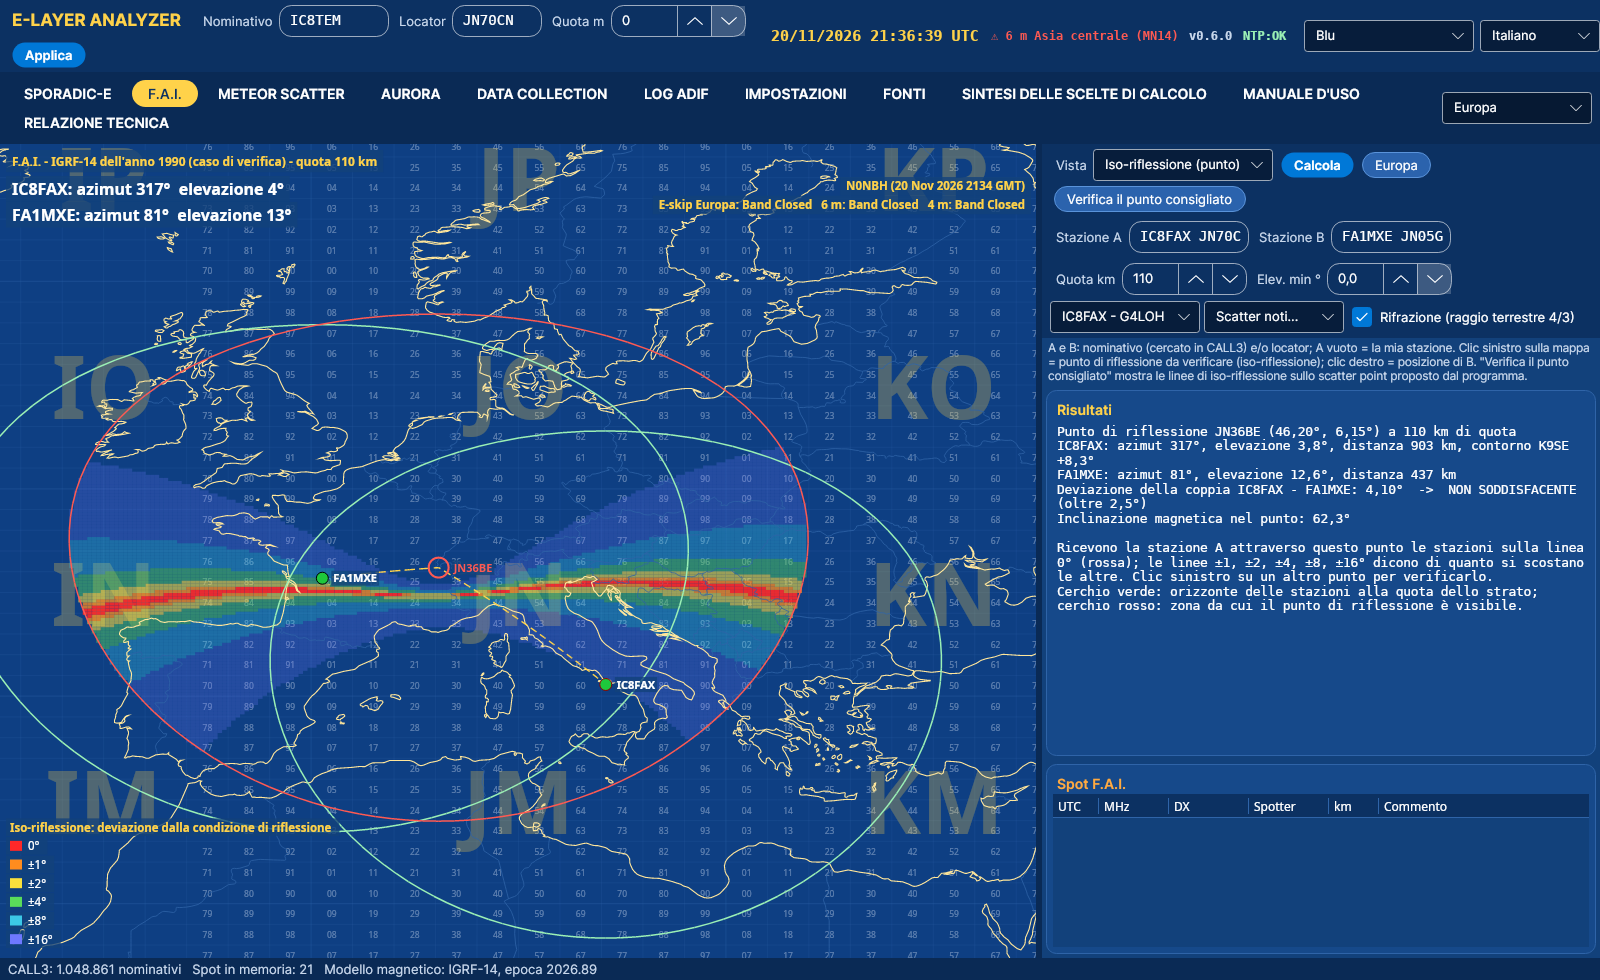 E-LAYER ANALYZER
Nominativo IC8TEM Locator JN70CN Quota m 0
Applica
20/11/2026 21:36:39 UTC ⚠ 6 m Asia centrale (MN14) v0.6.0 NTP:OK
Blu Italiano
SPORADIC-E F.A.I. METEOR SCATTER AURORA DATA COLLECTION LOG ADIF IMPOSTAZIONI FONTI SINTESI DELLE SCELTE DI CALCOLO MANUALE D'USO
RELAZIONE TECNICA
Europa
F.A.I. - IGRF-14 dell'anno 1990 (caso di verifica) - quota 110 km
IC8FAX: azimut 317° elevazione 4°
FA1MXE: azimut 81° elevazione 13°
N0NBH (20 Nov 2026 2134 GMT)
E-skip Europa: Band Closed 6 m: Band Closed 4 m: Band Closed
JP KP
IO JO KO
IN JN KN
IM JM KM
JN36BE
FA1MXE
IC8FAX
Iso-riflessione: deviazione dalla condizione di riflessione
0°
±1°
±2°
±4°
±8°
±16°
Vista Iso-riflessione (punto) Calcola Europa
Verifica il punto consigliato
Stazione A IC8FAX JN70C Stazione B FA1MXE JN05G
Quota km 110 Elev. min ° 0,0
IC8FAX - G4LOH Scatter noti... Rifrazione (raggio terrestre 4/3)
A e B: nominativo (cercato in CALL3) e/o locator; A vuoto = la mia stazione. Clic sinistro sulla mappa
= punto di riflessione da verificare (iso-riflessione); clic destro = posizione di B. "Verifica il punto
consigliato" mostra le linee di iso-riflessione sullo scatter point proposto dal programma.
Risultati
Punto di riflessione JN36BE (46,20°, 6,15°) a 110 km di quota
IC8FAX: azimut 317°, elevazione 3,8°, distanza 903 km, contorno K9SE
+8,3°
FA1MXE: azimut 81°, elevazione 12,6°, distanza 437 km
Deviazione della coppia IC8FAX - FA1MXE: 4,10° -> NON SODDISFACENTE
(oltre 2,5°)
Inclinazione magnetica nel punto: 62,3°
Ricevono la stazione A attraverso questo punto le stazioni sulla linea
0° (rossa); le linee ±1, ±2, ±4, ±8, ±16° dicono di quanto si scostano
le altre. Clic sinistro su un altro punto per verificarlo.
Cerchio verde: orizzonte delle stazioni alla quota dello strato;
cerchio rosso: zona da cui il punto di riflessione è visibile.
Spot F.A.I.
UTC MHz DX Spotter km Commento
CALL3: 1.048.861 nominativi Spot in memoria: 21 Modello magnetico: IGRF-14, epoca 2026.89